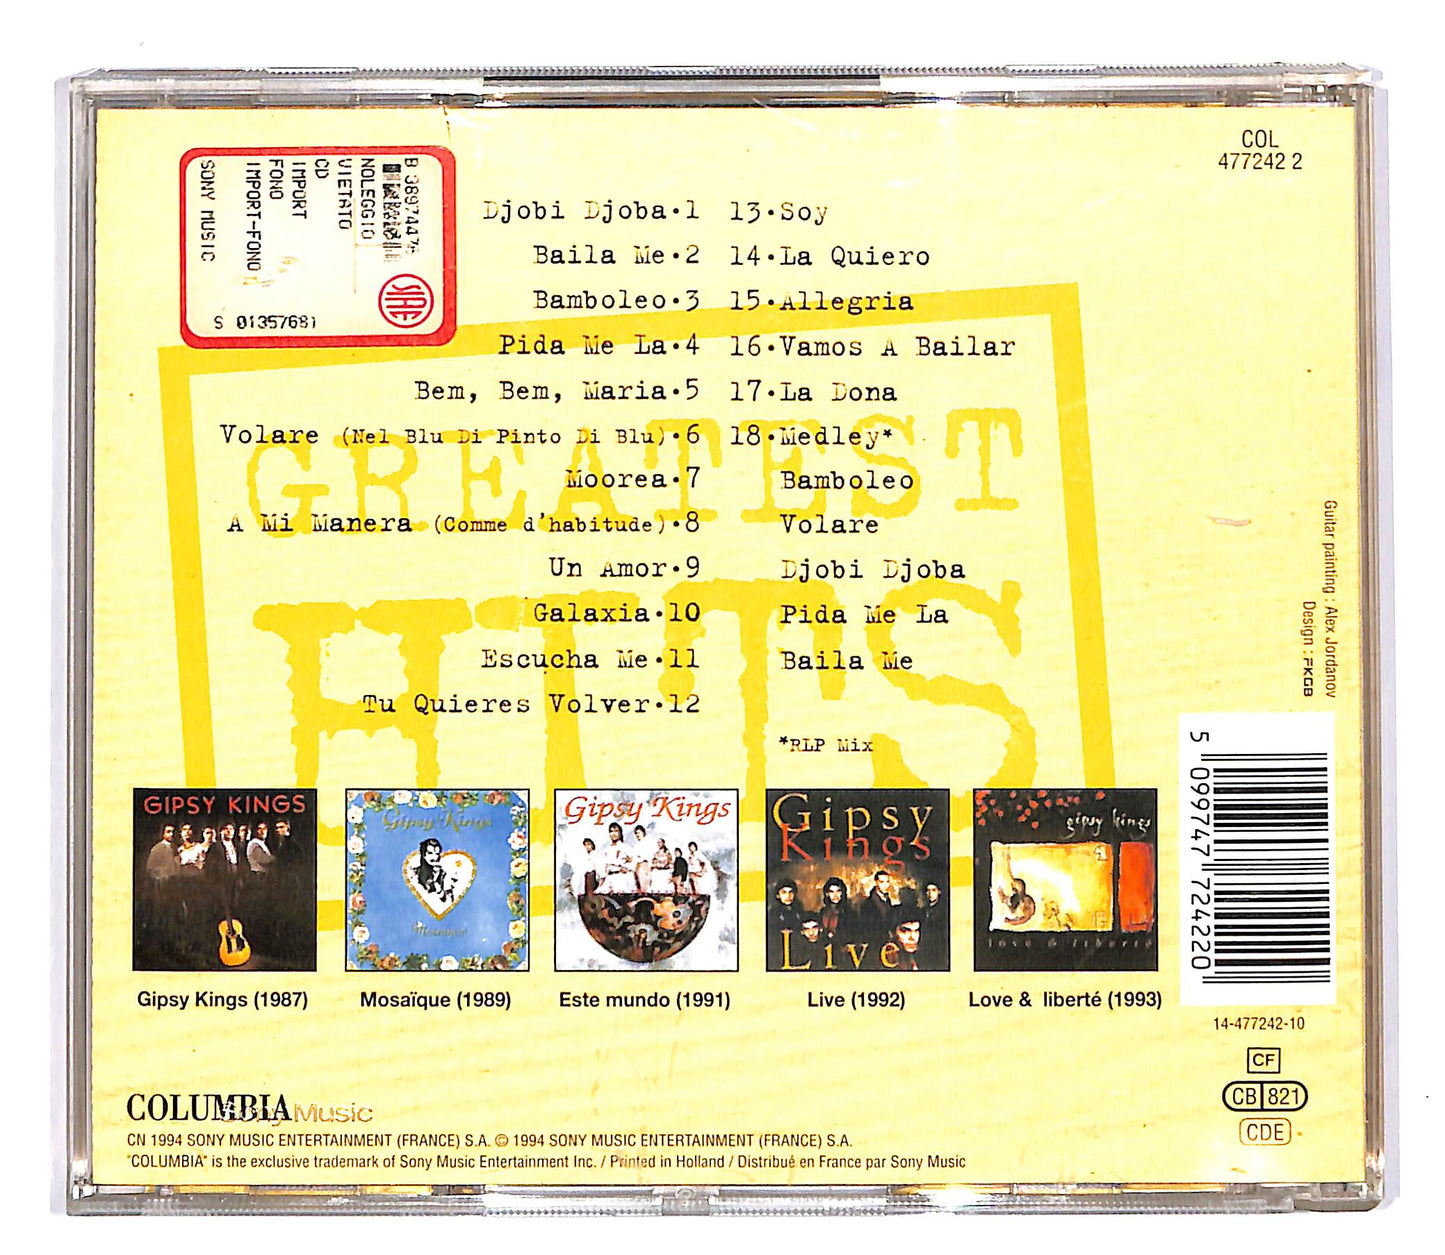 COL
477242 2
B 38974476
NOLEGGIO
VIETATO
CD
IMPORT
FONO
IMPORT-FONO
SONY MUSIC
SIAE
S 01357681
Djobi Djoba•1
Baila Me•2
Bamboleo•3
Pida Me La•4
Bem, Bem, Maria•5
Volare (Nel Blu Di Pinto Di Blu)•6
Moorea•7
A Mi Manera (Comme d'habitude)•8
Un Amor•9
Galaxia•10
Escucha Me•11
Tu Quieres Volver•12
13•Soy
14•La Quiero
15•Allegria
16•Vamos A Bailar
17•La Dona
18•Medley*
Bamboleo
Volare
Djobi Djoba
Pida Me La
Baila Me
*RLP Mix
GREATEST
HITS
Guitar painting : Alex Jordanov
Design : FKGB
GIPSY KINGS
Gipsy Kings
Mosaïque
Gipsy Kings
Gipsy
Kings
Live
gipsy kings
love & liberté
Gipsy Kings (1987)
Mosaïque (1989)
Este mundo (1991)
Live (1992)
Love & liberté (1993)
5 099747 724220
14-477242-10
CF
CB 821
CDE
COLUMBIA
Sony Music
CN 1994 SONY MUSIC ENTERTAINMENT (FRANCE) S.A. © 1994 SONY MUSIC ENTERTAINMENT (FRANCE) S.A.
"COLUMBIA" is the exclusive trademark of Sony Music Entertainment Inc. / Printed in Holland / Distribué en France par Sony Music